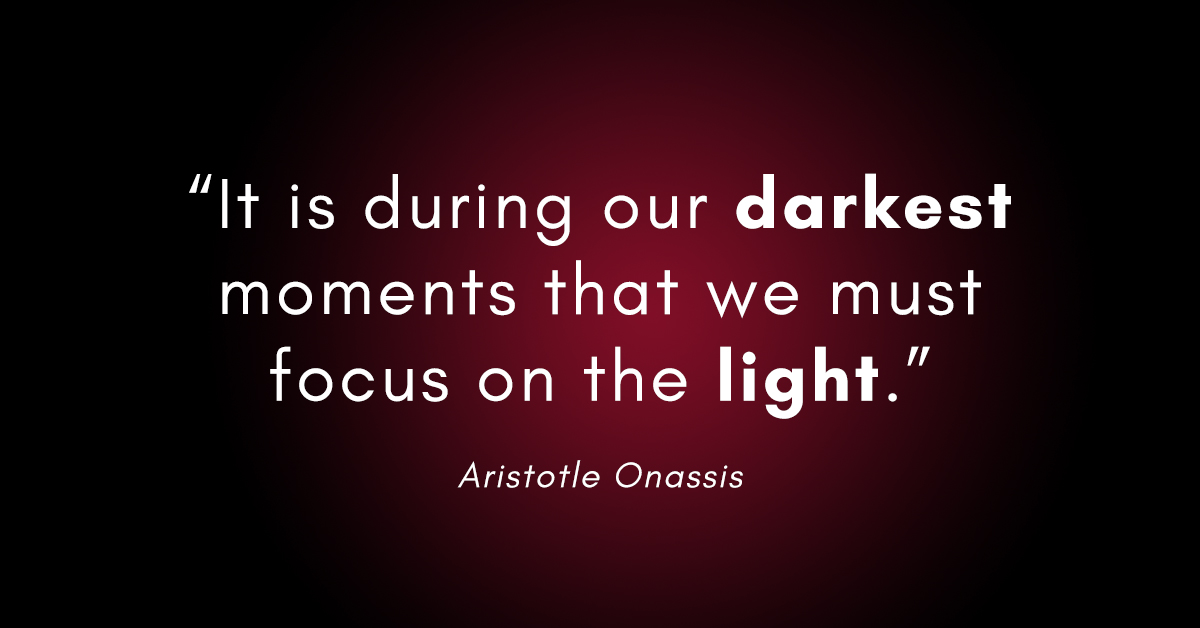 “It is during our darkest
moments that we must
focus on the light.”
Aristotle Onassis